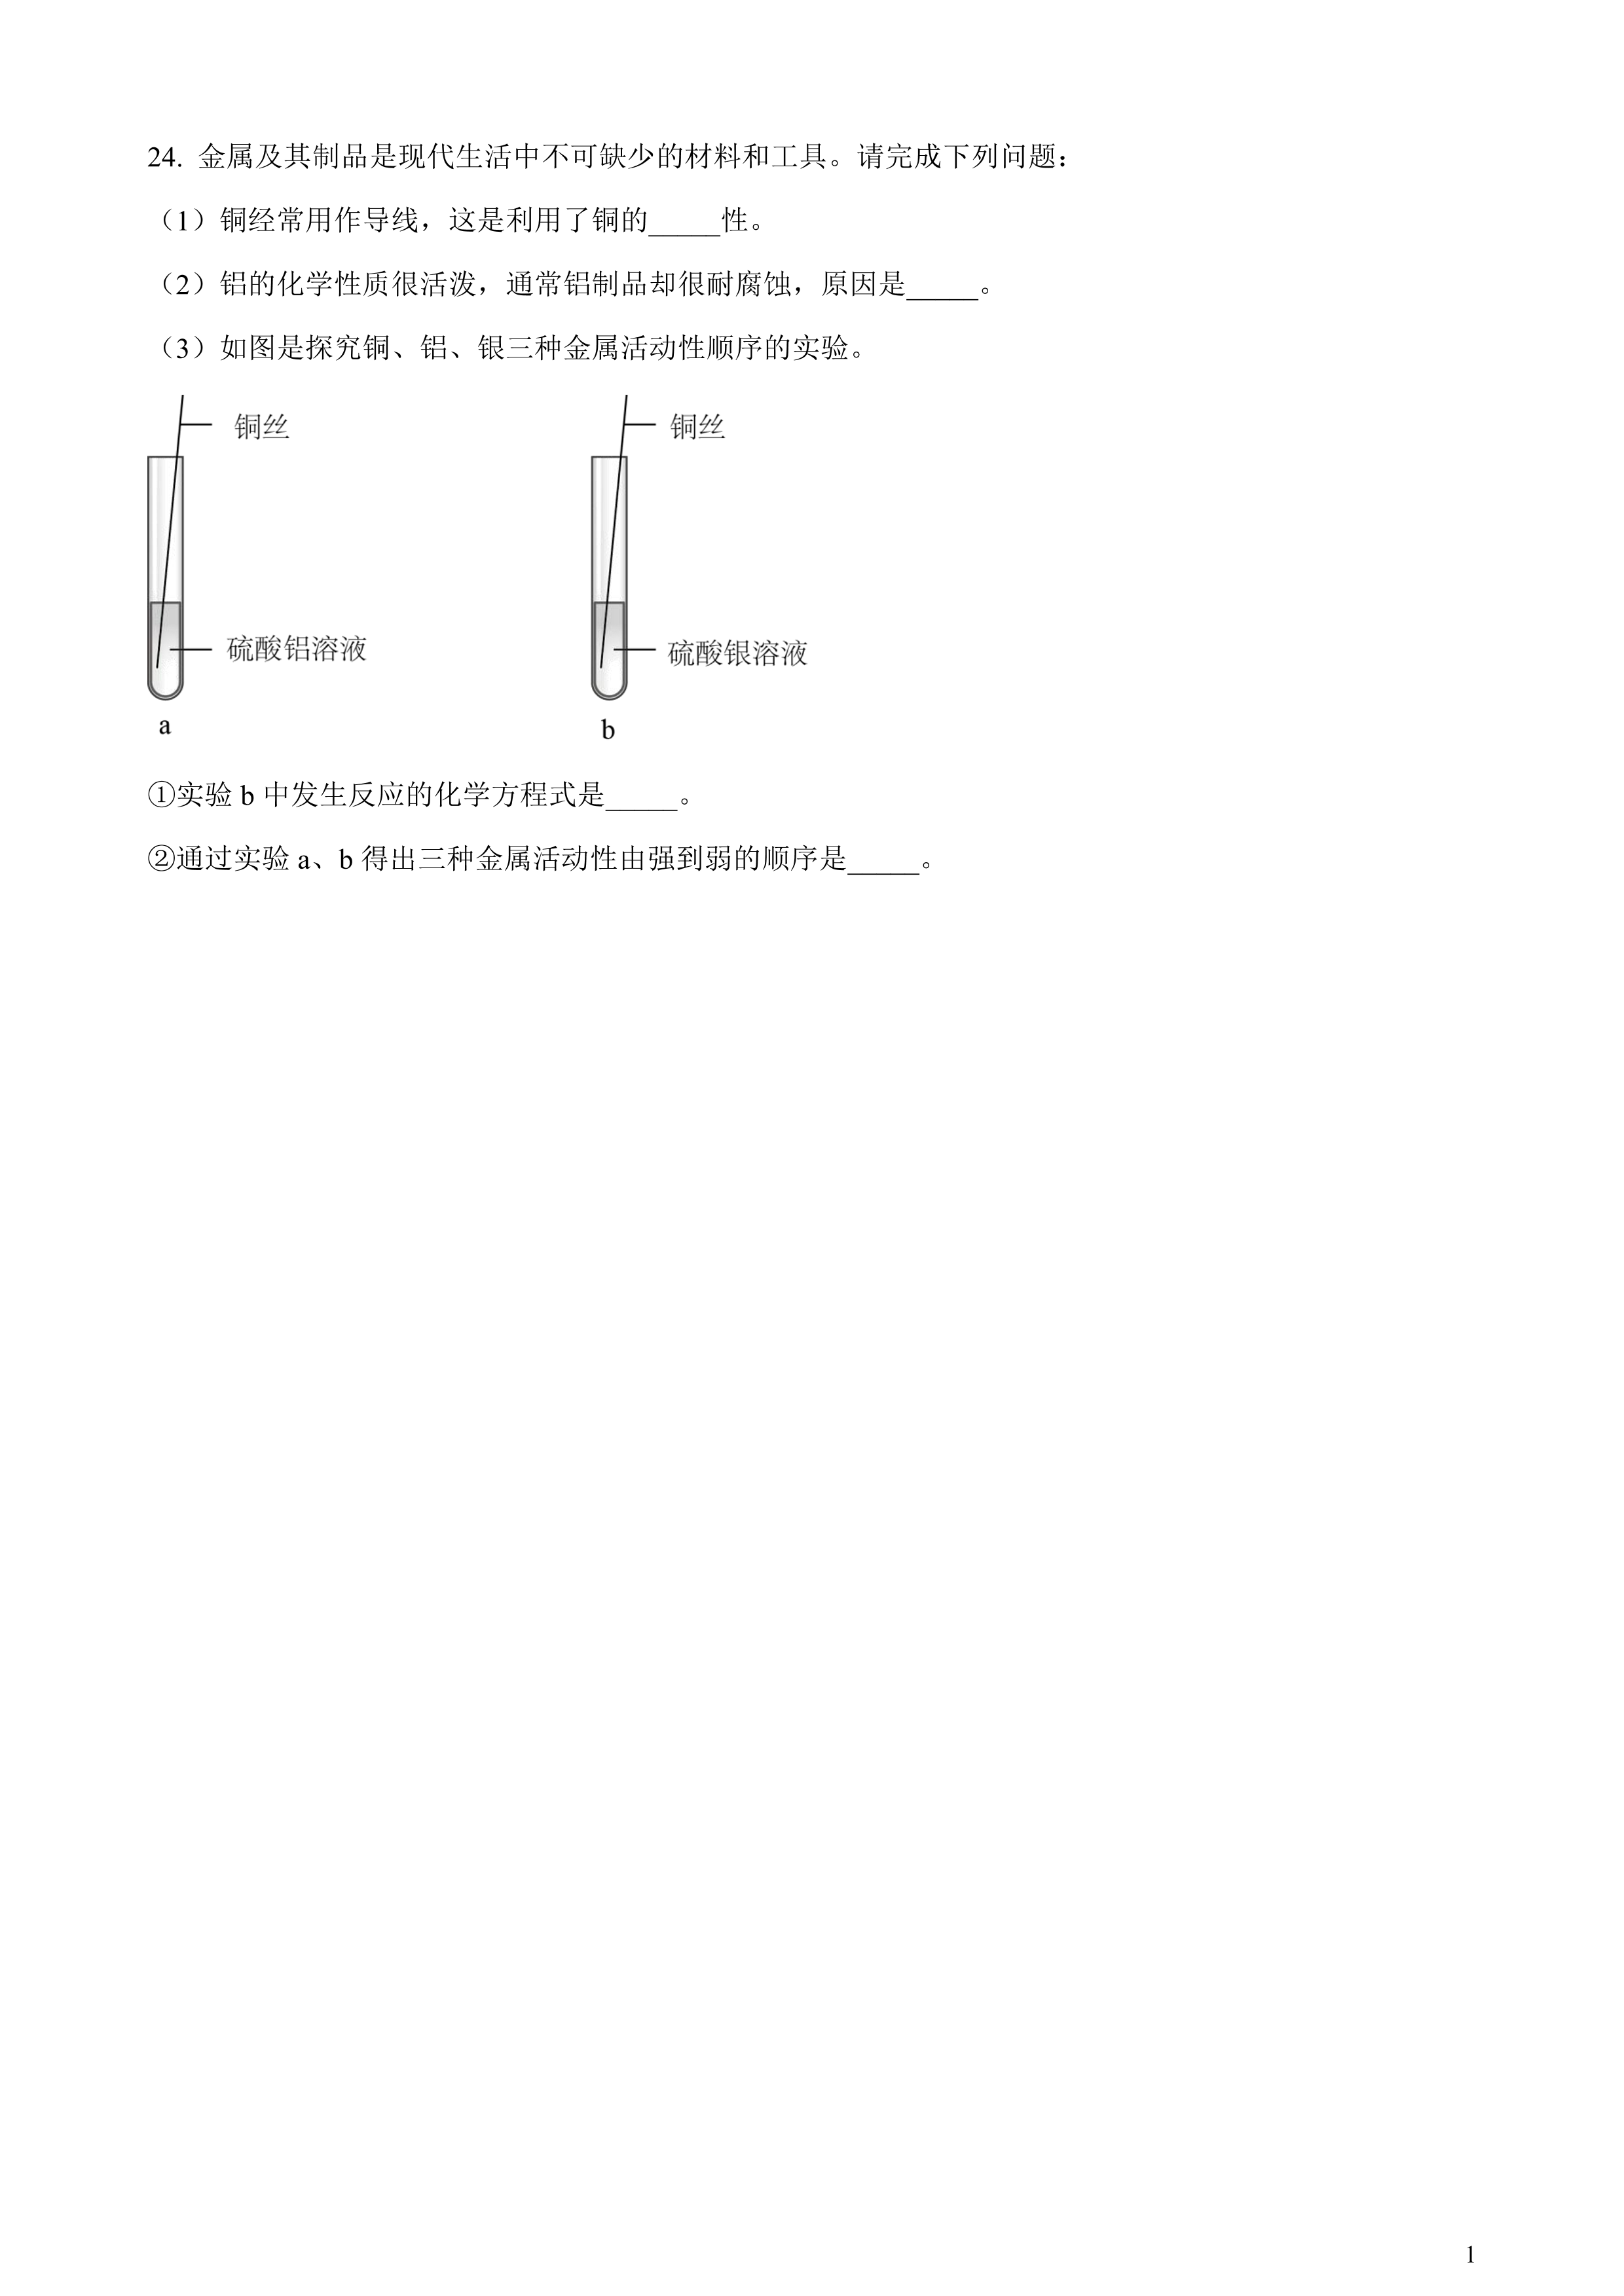 24. 金属及其制品是现代生活中不可缺少的材料和工具。请完成下列问题：
（1）铜经常用作导线，这是利用了铜的_____性。
（2）铝的化学性质很活泼，通常铝制品却很耐腐蚀，原因是_____。
（3）如图是探究铜、铝、银三种金属活动性顺序的实验。
铜丝 铜丝
硫酸铝溶液 硫酸银溶液
a b
①实验 b 中发生反应的化学方程式是_____。
②通过实验 a、b 得出三种金属活动性由强到弱的顺序是_____。
1